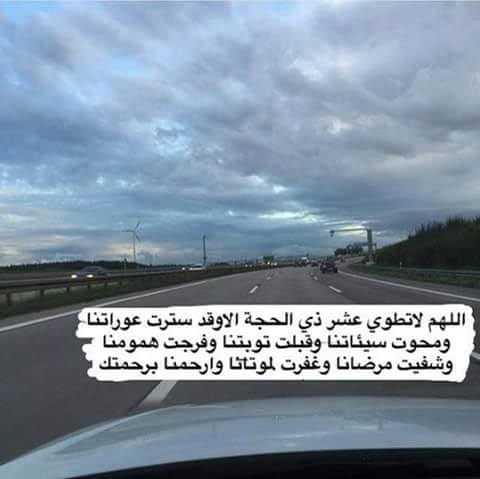 اللهم لاتطوي عشر ذي الحجة الاوقد سترت عوراتنا
ومحوت سيئاتنا وقبلت توبتنا وفرجت همومنا
وشفيت مرضانا وغفرت لموتاثا وارحمنا برحمتك